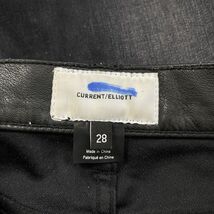 CURRENT/ELLIOTT
28
Made in China
Fabriqué en Chine